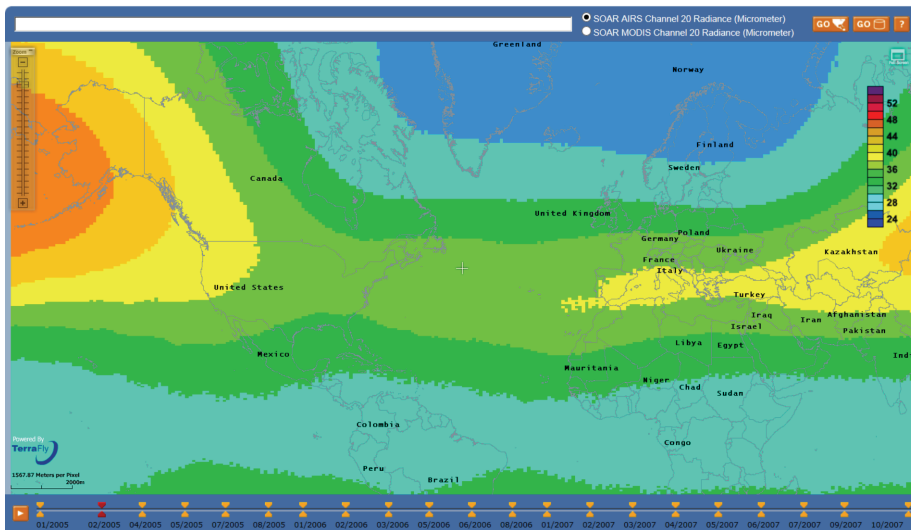 SOAR AIRS Channel 20 Radiance (Micrometer)
SOAR MODIS Channel 20 Radiance (Micrometer)
GO
GO
?
Zoom
Greenland
Norway
Finland
Sweden
Canada
United Kingdom
Poland
Germany
Ukraine
France
Kazakhstan
Italy
United States
Turkey
Iraq
Afghanistan
Iran
Israel
Pakistan
Libya
Egypt
Mexico
Indi
Mauritania
Niger
Chad
Sudan
Colombia
Congo
Peru
Brazil
52
48
44
40
36
32
28
24
Powered By
TerraFly
1567.87 Meters per Pixel
2000m
01/2005 02/2005 04/2005 05/2005 07/2005 08/2005 01/2006 02/2006 03/2006 05/2006 06/2006 08/2006 01/2007 02/2007 03/2007 04/2007 05/2007 06/2007 07/2007 09/2007 10/2007